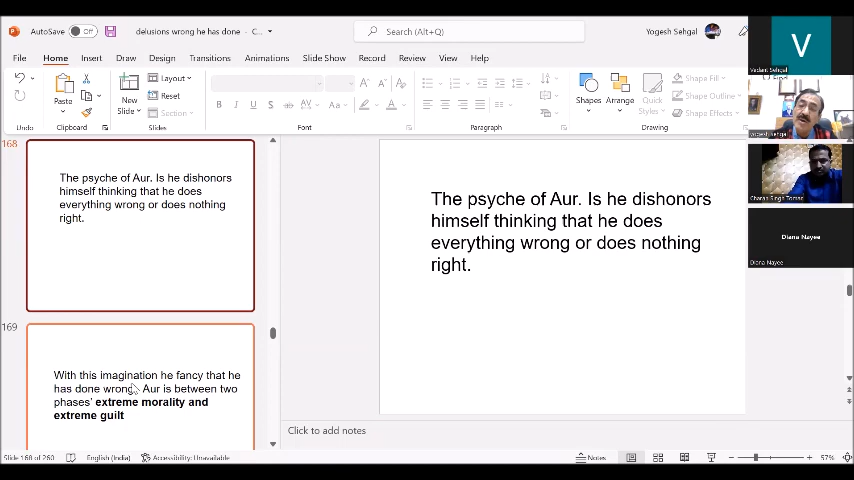 AutoSave Off delusions wrong he has done - C... Search (Alt+Q) Yogesh Sehgal
File Home Insert Draw Design Transitions Animations Slide Show Record Review View Help
Paste New Slide Layout Reset Section Shapes Arrange Quick Styles Shape Fill Shape Outline Shape Effects
Undo Clipboard Slides Font Paragraph Drawing
V
Vadant Sehgal
Find
yogesh sehgal
Charan Singh Tomar
Diana Nayee
Diana Nayee
168
The psyche of Aur. Is he dishonors
himself thinking that he does
everything wrong or does nothing
right.
169
With this imagination he fancy that he
has done wrong. Aur is between two
phases' extreme morality and
extreme guilt
The psyche of Aur. Is he dishonors
himself thinking that he does
everything wrong or does nothing
right.
Click to add notes
Slide 168 of 260 English (India) Accessibility: Unavailable Notes 57%